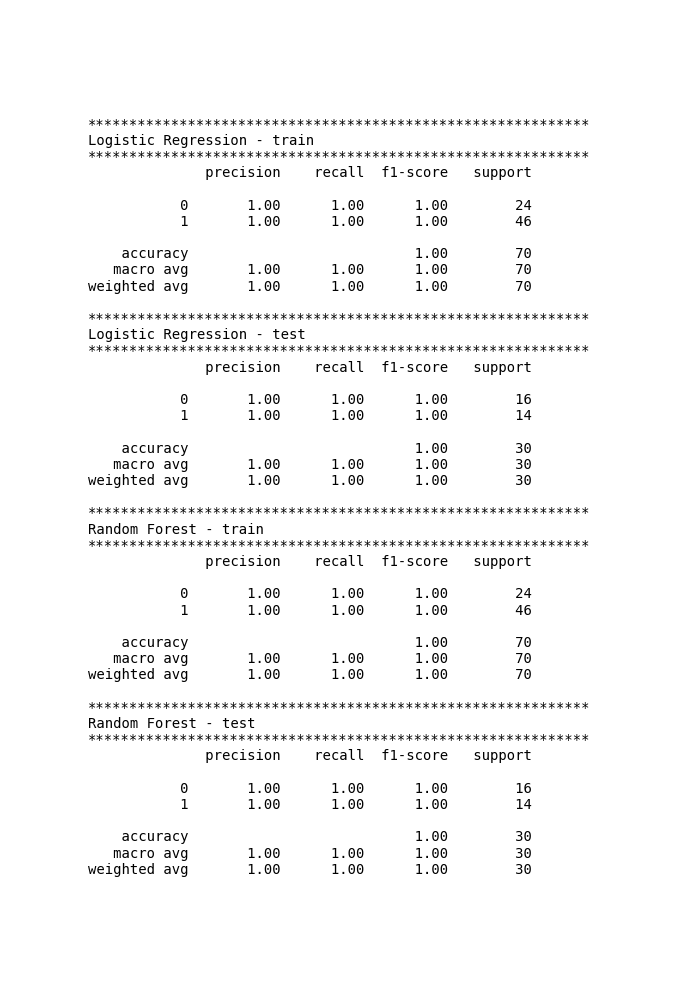 ************************************************************
Logistic Regression - train
************************************************************
              precision    recall  f1-score   support

           0       1.00      1.00      1.00        24
           1       1.00      1.00      1.00        46

    accuracy                           1.00        70
   macro avg       1.00      1.00      1.00        70
weighted avg       1.00      1.00      1.00        70

************************************************************
Logistic Regression - test
************************************************************
              precision    recall  f1-score   support

           0       1.00      1.00      1.00        16
           1       1.00      1.00      1.00        14

    accuracy                           1.00        30
   macro avg       1.00      1.00      1.00        30
weighted avg       1.00      1.00      1.00        30

************************************************************
Random Forest - train
************************************************************
              precision    recall  f1-score   support

           0       1.00      1.00      1.00        24
           1       1.00      1.00      1.00        46

    accuracy                           1.00        70
   macro avg       1.00      1.00      1.00        70
weighted avg       1.00      1.00      1.00        70

************************************************************
Random Forest - test
************************************************************
              precision    recall  f1-score   support

           0       1.00      1.00      1.00        16
           1       1.00      1.00      1.00        14

    accuracy                           1.00        30
   macro avg       1.00      1.00      1.00        30
weighted avg       1.00      1.00      1.00        30